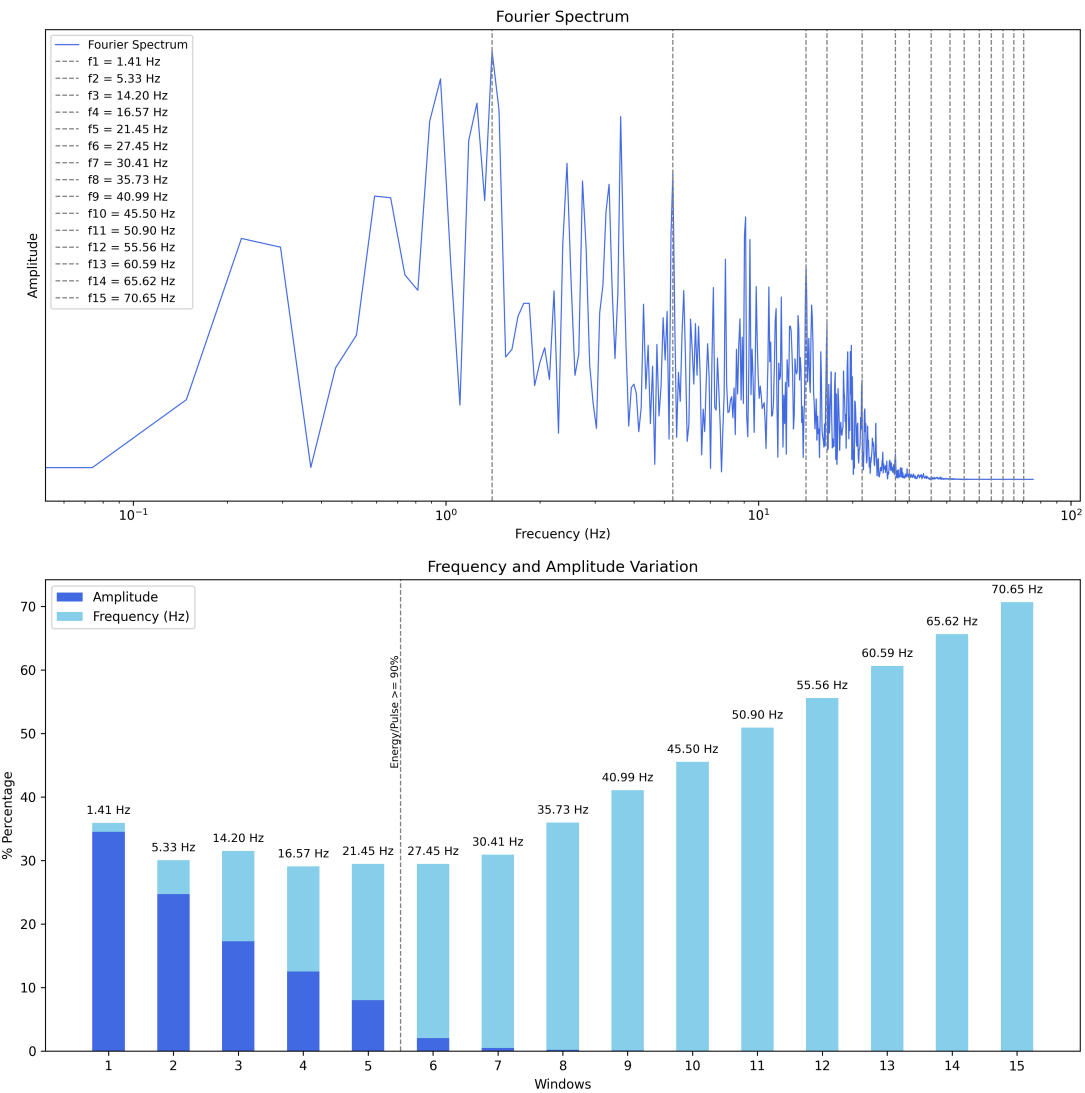 Fourier Spectrum
Fourier Spectrum
f1 = 1.41 Hz
f2 = 5.33 Hz
f3 = 14.20 Hz
f4 = 16.57 Hz
f5 = 21.45 Hz
f6 = 27.45 Hz
f7 = 30.41 Hz
f8 = 35.73 Hz
f9 = 40.99 Hz
f10 = 45.50 Hz
f11 = 50.90 Hz
f12 = 55.56 Hz
f13 = 60.59 Hz
f14 = 65.62 Hz
f15 = 70.65 Hz
Amplitude
10⁻¹ 10⁰ 10¹ 10²
Frecuency (Hz)
Frequency and Amplitude Variation
Amplitude
Frequency (Hz)
% Percentage
70
60
50
40
30
20
10
0
Energy/Pulse >= 90%
1.41 Hz
5.33 Hz
14.20 Hz
16.57 Hz
21.45 Hz
27.45 Hz
30.41 Hz
35.73 Hz
40.99 Hz
45.50 Hz
50.90 Hz
55.56 Hz
60.59 Hz
65.62 Hz
70.65 Hz
1 2 3 4 5 6 7 8 9 10 11 12 13 14 15
Windows